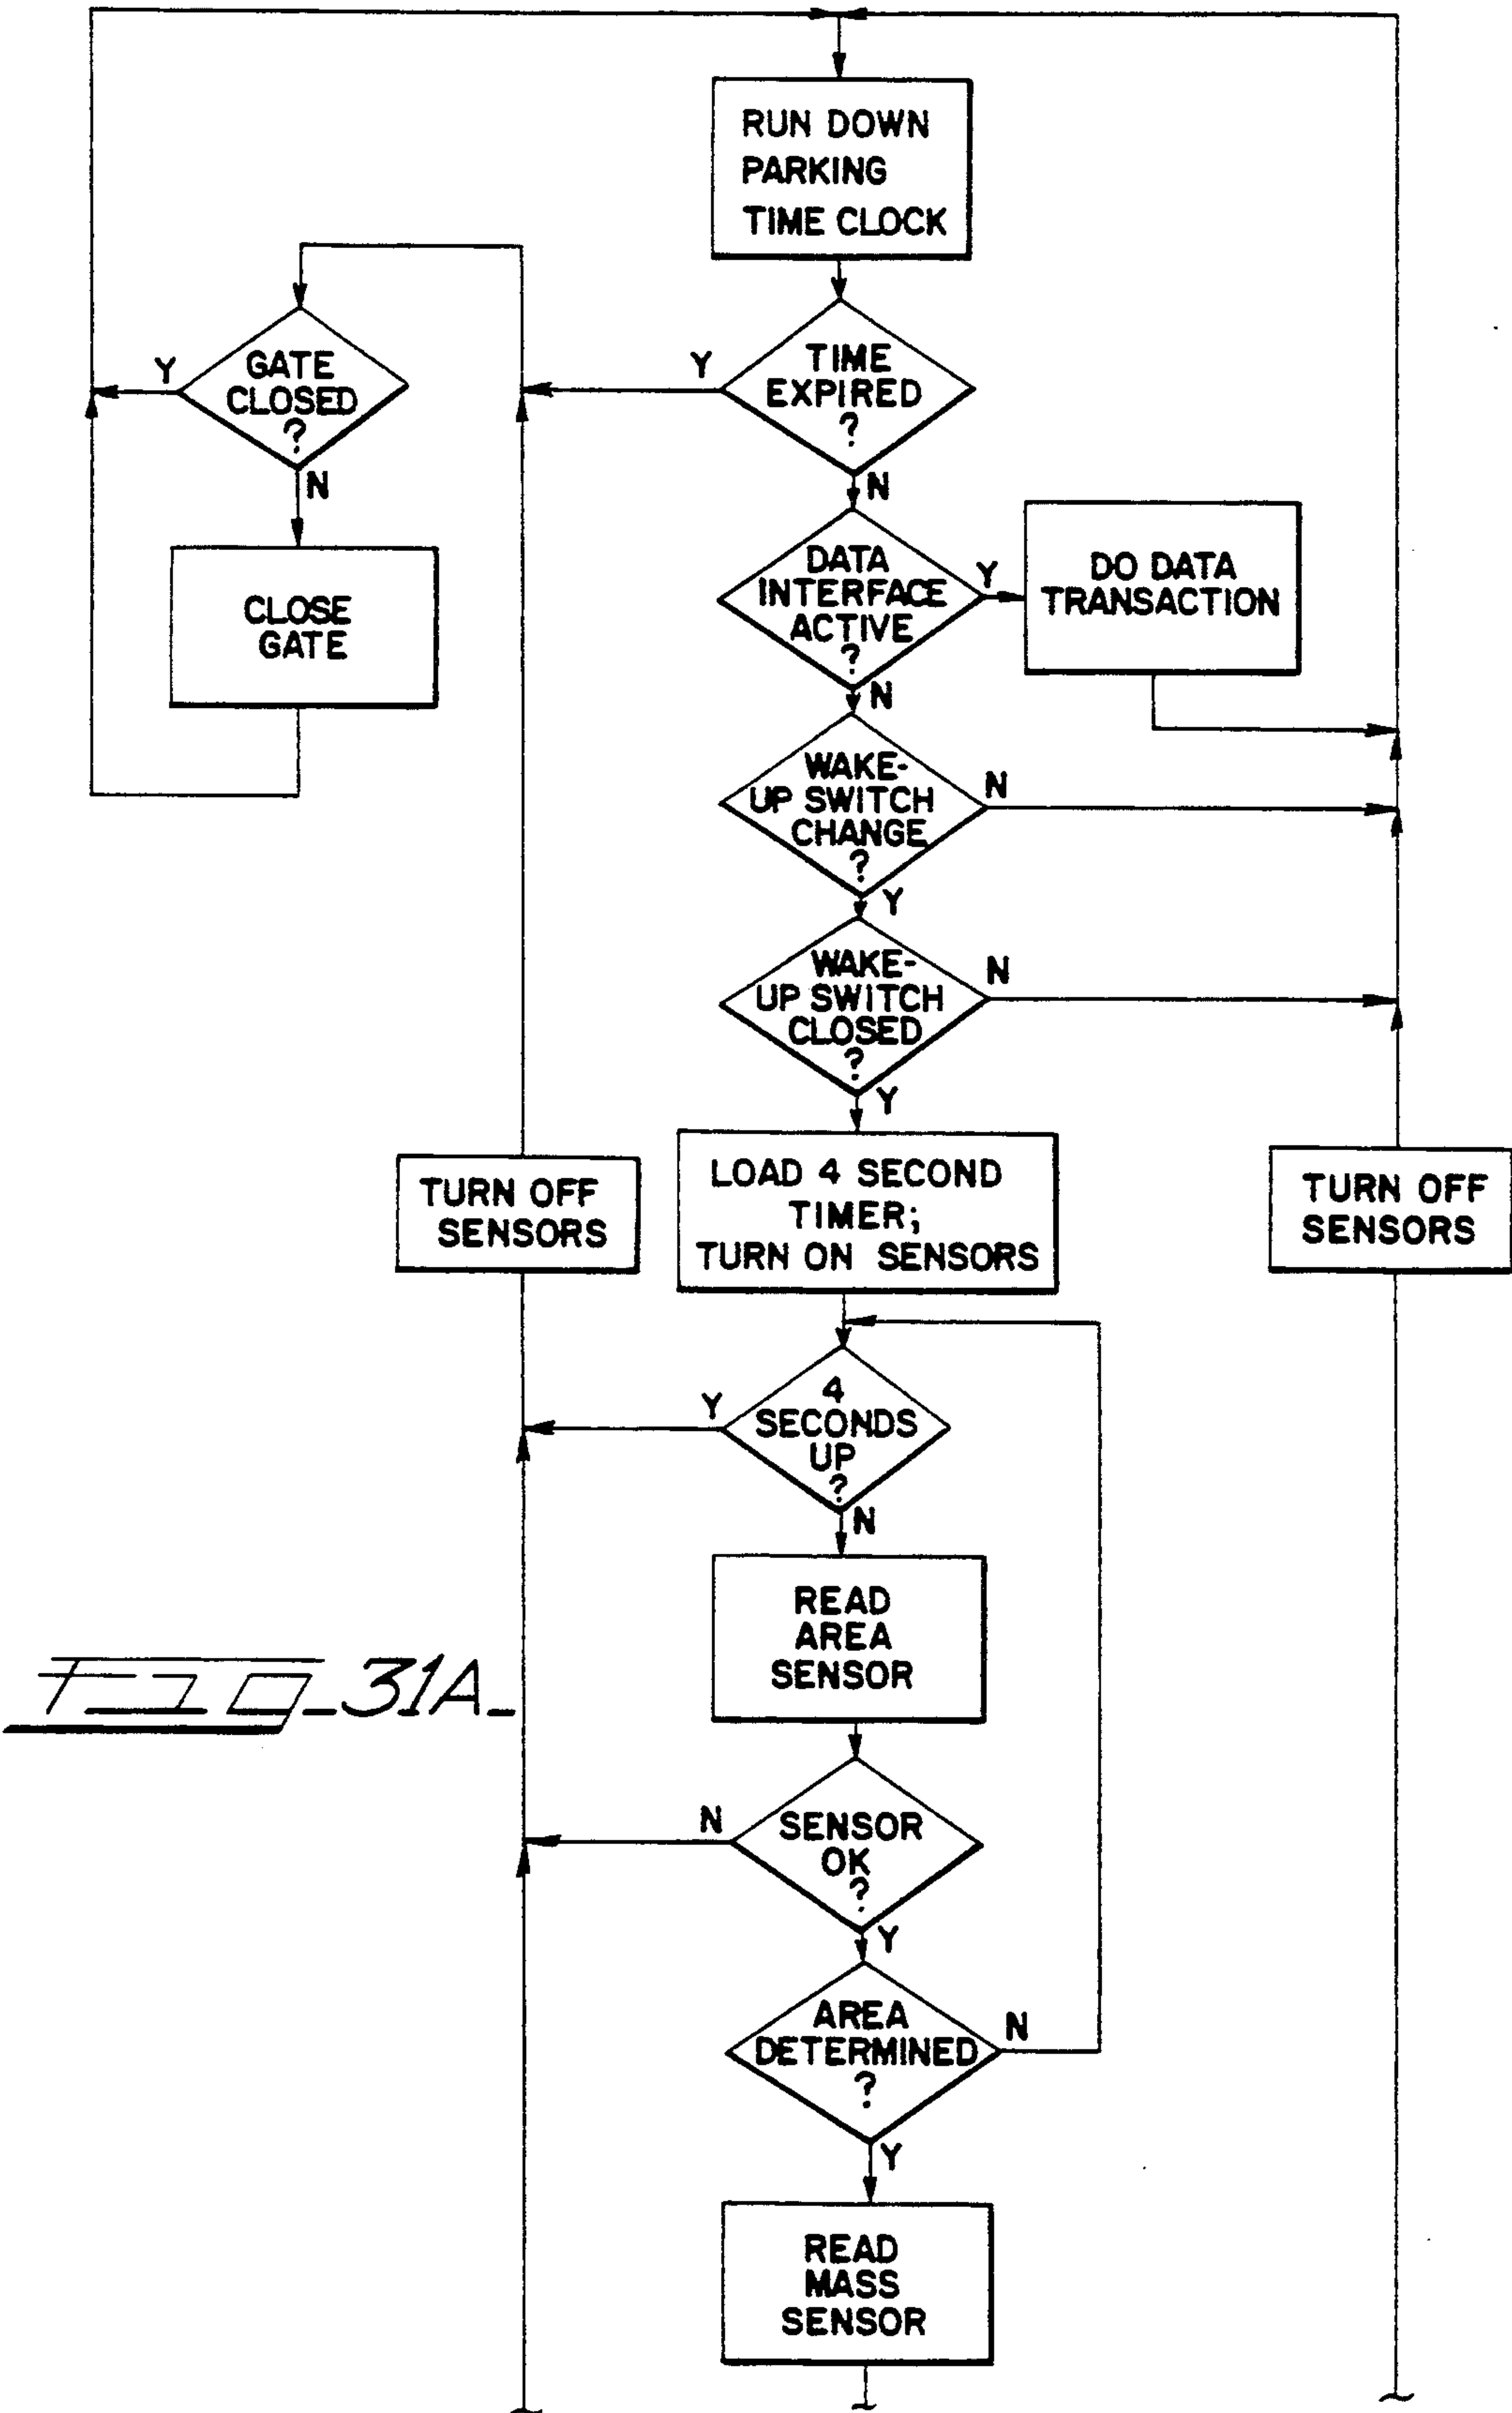 RUN DOWN
PARKING
TIME CLOCK
TIME
EXPIRED
?
Y
N
GATE
CLOSED
?
Y
N
CLOSE
GATE
DATA
INTERFACE
ACTIVE
?
Y
N
DO DATA
TRANSACTION
WAKE-
UP SWITCH
CHANGE
?
N
Y
WAKE-
UP SWITCH
CLOSED
?
N
Y
TURN OFF
SENSORS
LOAD 4 SECOND
TIMER;
TURN ON SENSORS
TURN OFF
SENSORS
4
SECONDS
UP
?
Y
N
READ
AREA
SENSOR
FIG-31A-
SENSOR
OK
?
N
Y
AREA
DETERMINED
?
N
Y
READ
MASS
SENSOR